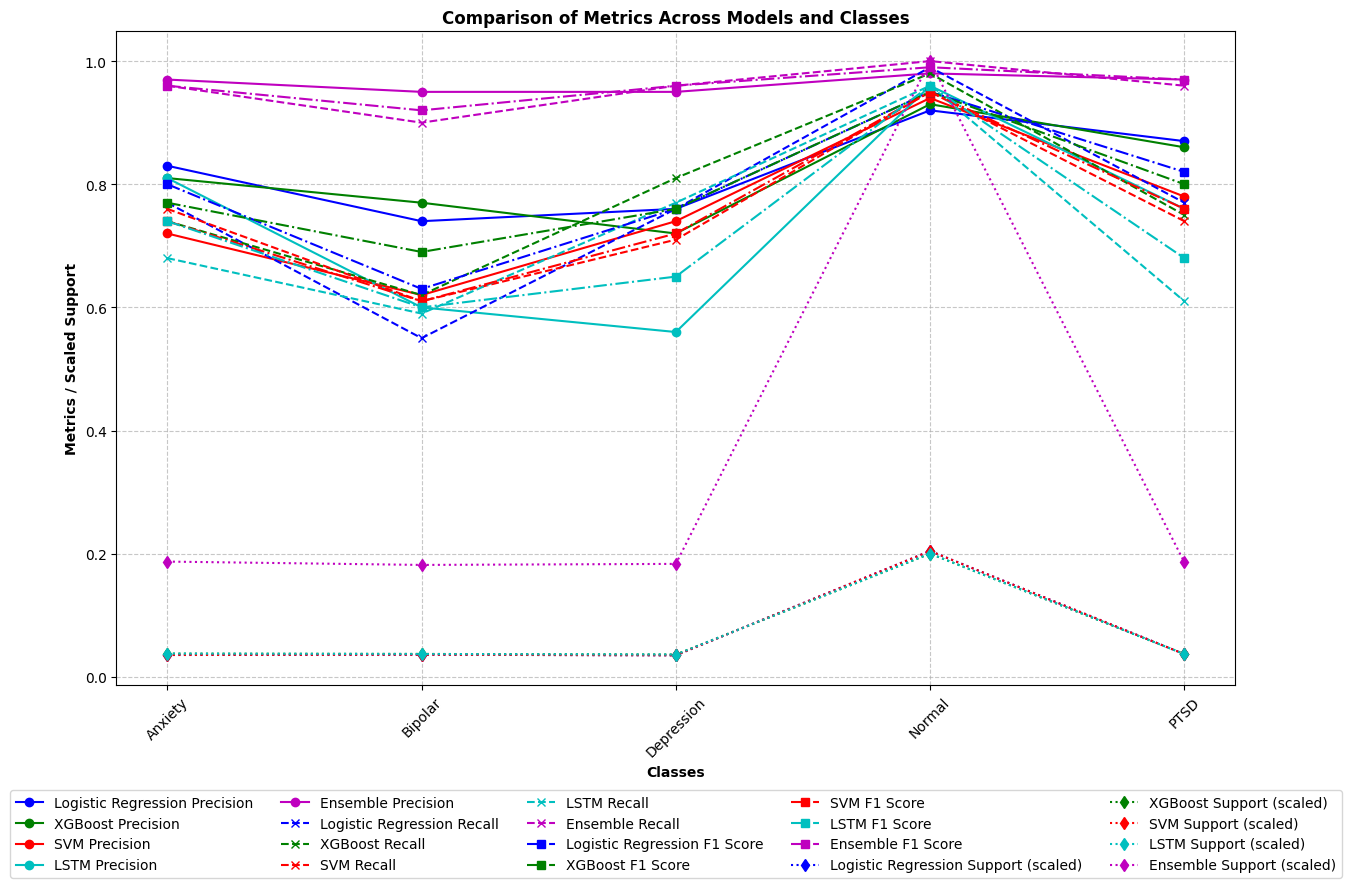 Comparison of Metrics Across Models and Classes
Metrics / Scaled Support
1.0
0.8
0.6
0.4
0.2
0.0
Anxiety
Bipolar
Depression
Normal
PTSD
Classes
Logistic Regression Precision
XGBoost Precision
SVM Precision
LSTM Precision
Ensemble Precision
Logistic Regression Recall
XGBoost Recall
SVM Recall
LSTM Recall
Ensemble Recall
Logistic Regression F1 Score
XGBoost F1 Score
SVM F1 Score
LSTM F1 Score
Ensemble F1 Score
Logistic Regression Support (scaled)
XGBoost Support (scaled)
SVM Support (scaled)
LSTM Support (scaled)
Ensemble Support (scaled)